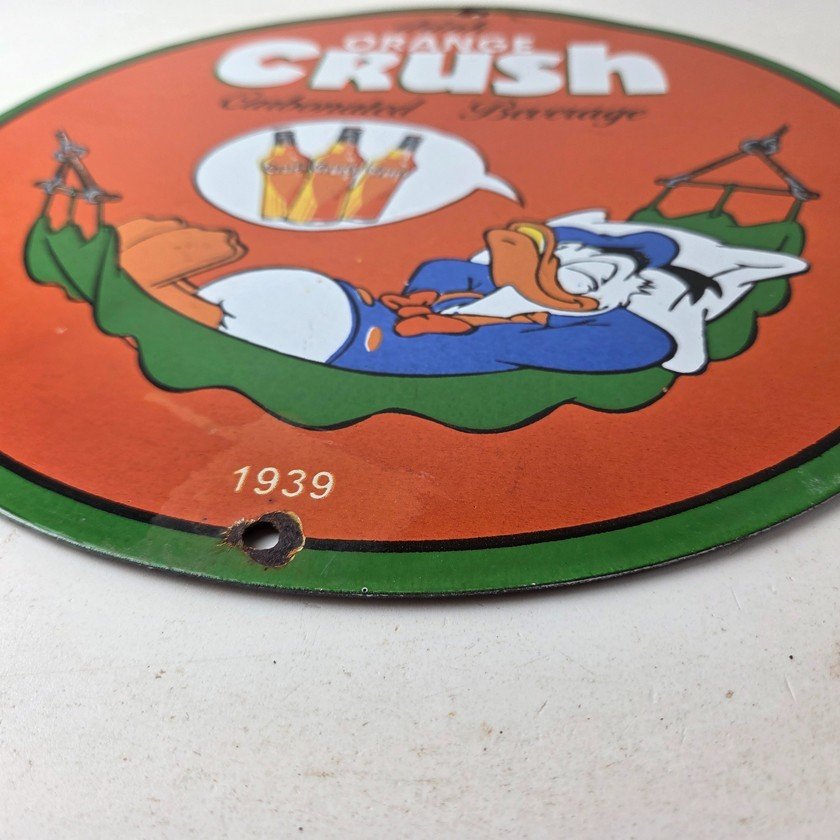 ORANGE
Crush
Carbonated Beverage
1939